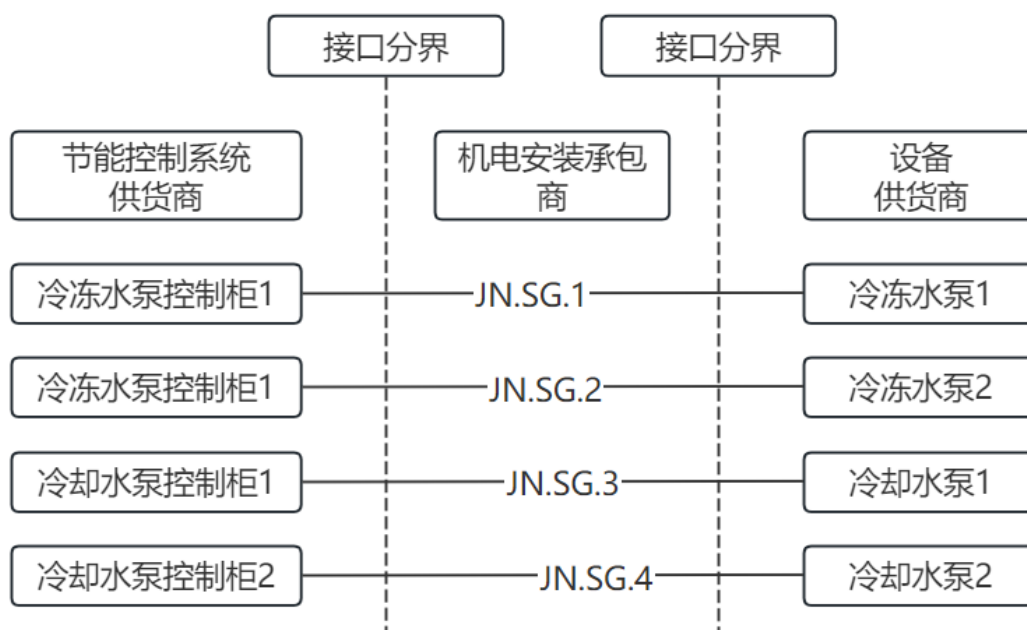 接口分界
接口分界
节能控制系统
供货商
机电安装承包
商
设备
供货商
冷冻水泵控制柜1
JN.SG.1
冷冻水泵1
冷冻水泵控制柜1
JN.SG.2
冷冻水泵2
冷却水泵控制柜1
JN.SG.3
冷却水泵1
冷却水泵控制柜2
JN.SG.4
冷却水泵2